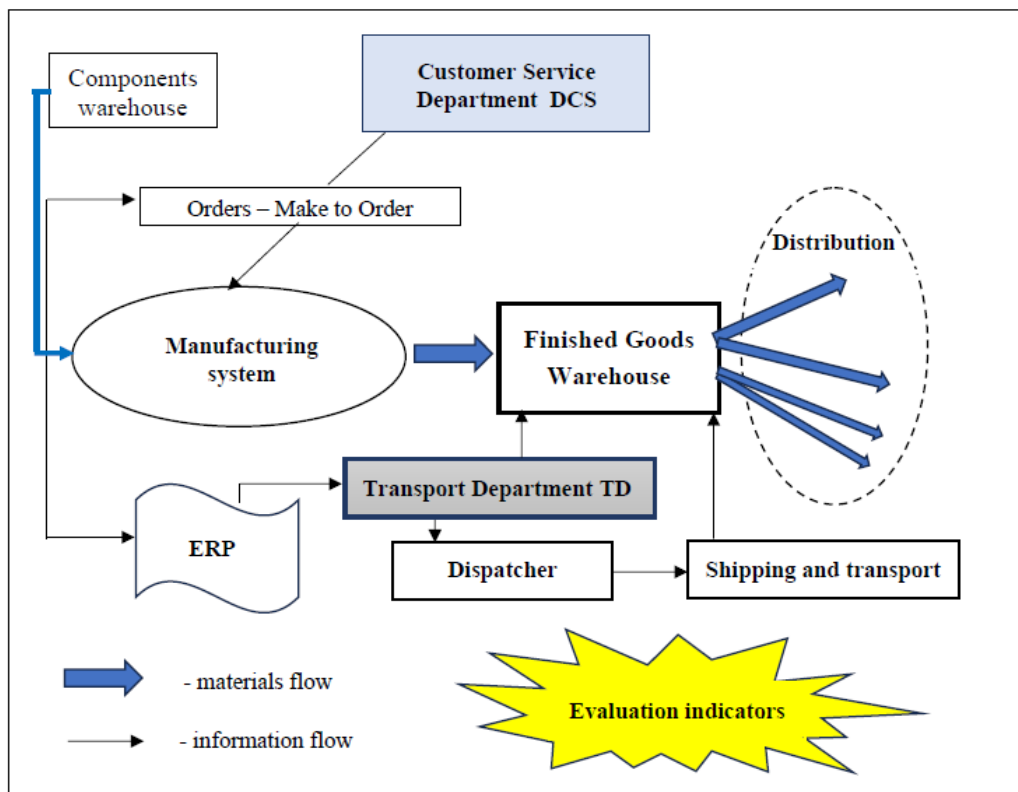 Components
warehouse
Customer Service
Department DCS
Orders – Make to Order
Distribution
Manufacturing
system
Finished Goods
Warehouse
Transport Department TD
ERP
Dispatcher
Shipping and transport
- materials flow
- information flow
Evaluation indicators